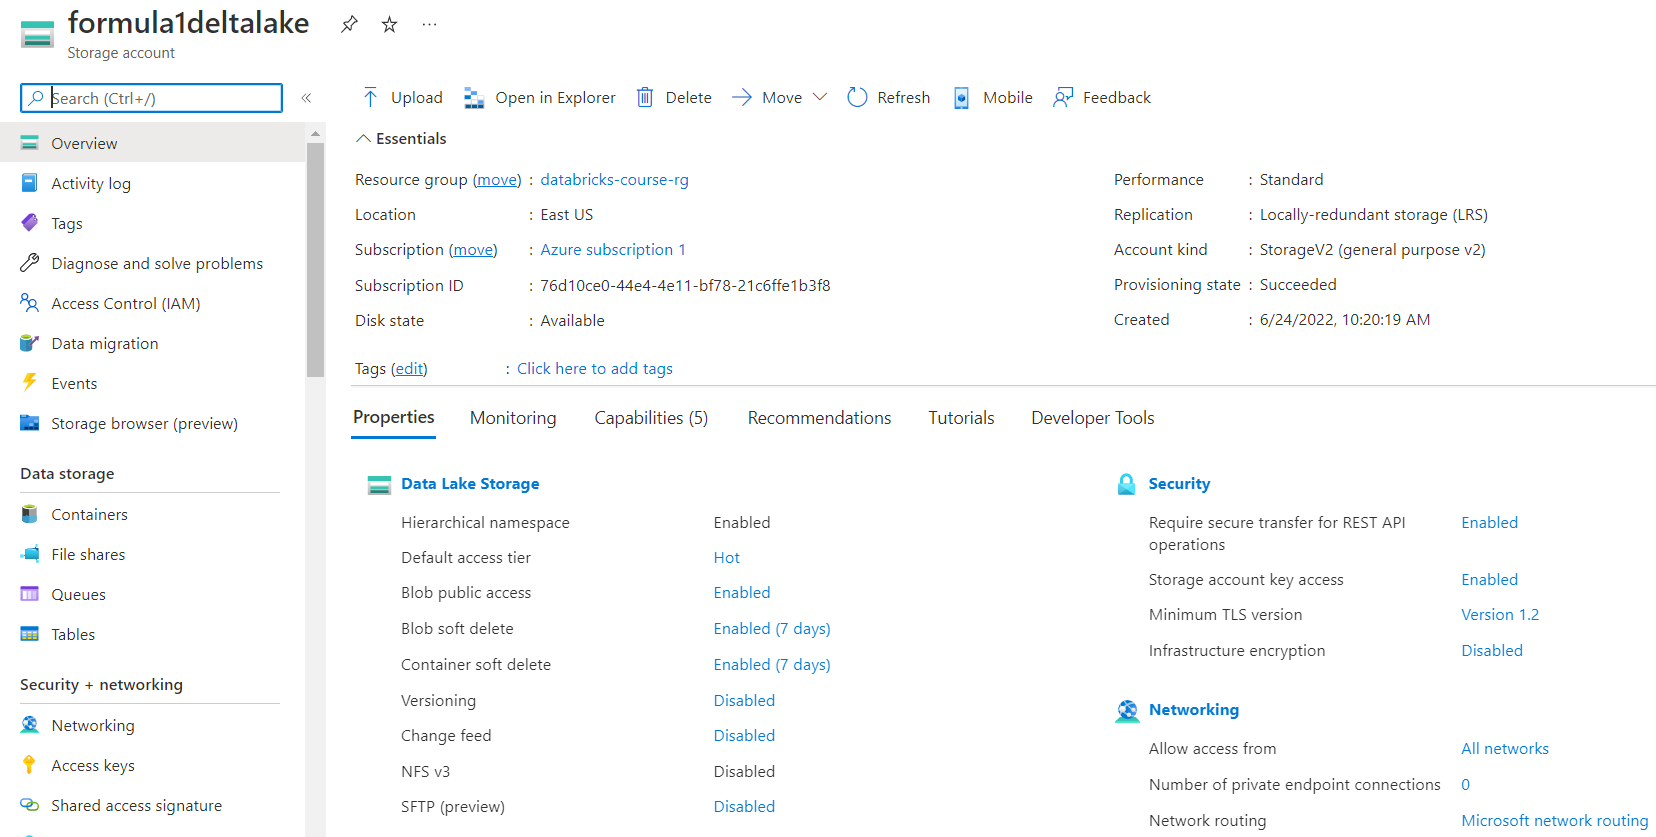 formula1deltalake
Storage account
Search (Ctrl+/)
«
Overview
Activity log
Tags
Diagnose and solve problems
Access Control (IAM)
Data migration
Events
Storage browser (preview)
Data storage
Containers
File shares
Queues
Tables
Security + networking
Networking
Access keys
Shared access signature
Upload Open in Explorer Delete Move Refresh Mobile Feedback
Essentials
Resource group (move) : databricks-course-rg
Location : East US
Subscription (move) : Azure subscription 1
Subscription ID : 76d10ce0-44e4-4e11-bf78-21c6ffe1b3f8
Disk state : Available
Performance : Standard
Replication : Locally-redundant storage (LRS)
Account kind : StorageV2 (general purpose v2)
Provisioning state : Succeeded
Created : 6/24/2022, 10:20:19 AM
Tags (edit) : Click here to add tags
Properties Monitoring Capabilities (5) Recommendations Tutorials Developer Tools
Data Lake Storage
Hierarchical namespace Enabled
Default access tier Hot
Blob public access Enabled
Blob soft delete Enabled (7 days)
Container soft delete Enabled (7 days)
Versioning Disabled
Change feed Disabled
NFS v3 Disabled
SFTP (preview) Disabled
Security
Require secure transfer for REST API Enabled
operations
Storage account key access Enabled
Minimum TLS version Version 1.2
Infrastructure encryption Disabled
Networking
Allow access from All networks
Number of private endpoint connections 0
Network routing Microsoft network routing